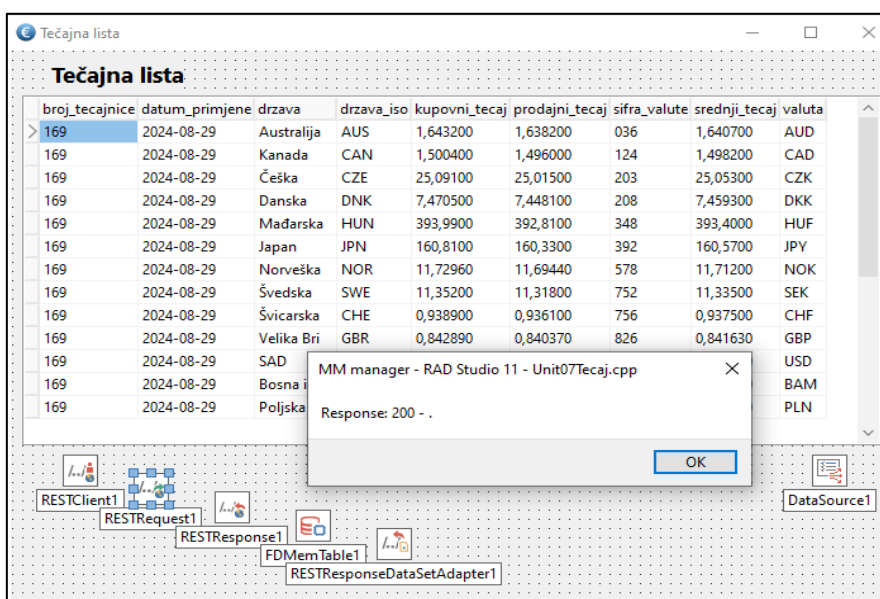 Tečajna lista
Tečajna lista
broj_tecajnice datum_primjene drzava drzava_iso kupovni_tecaj prodajni_tecaj sifra_valute srednji_tecaj valuta
169 2024-08-29 Australija AUS 1,643200 1,638200 036 1,640700 AUD
169 2024-08-29 Kanada CAN 1,500400 1,496000 124 1,498200 CAD
169 2024-08-29 Češka CZE 25,09100 25,01500 203 25,05300 CZK
169 2024-08-29 Danska DNK 7,470500 7,448100 208 7,459300 DKK
169 2024-08-29 Mađarska HUN 393,9900 392,8100 348 393,4000 HUF
169 2024-08-29 Japan JPN 160,8100 160,3300 392 160,5700 JPY
169 2024-08-29 Norveška NOR 11,72960 11,69440 578 11,71200 NOK
169 2024-08-29 Švedska SWE 11,35200 11,31800 752 11,33500 SEK
169 2024-08-29 Švicarska CHE 0,938900 0,936100 756 0,937500 CHF
169 2024-08-29 Velika Bri GBR 0,842890 0,840370 826 0,841630 GBP
169 2024-08-29 SAD USD
169 2024-08-29 Bosna i BAM
169 2024-08-29 Poljska PLN
MM manager - RAD Studio 11 - Unit07Tecaj.cpp
Response: 200 - .
OK
RESTClient1
RESTRequest1
RESTResponse1
FDMemTable1
RESTResponseDataSetAdapter1
DataSource1